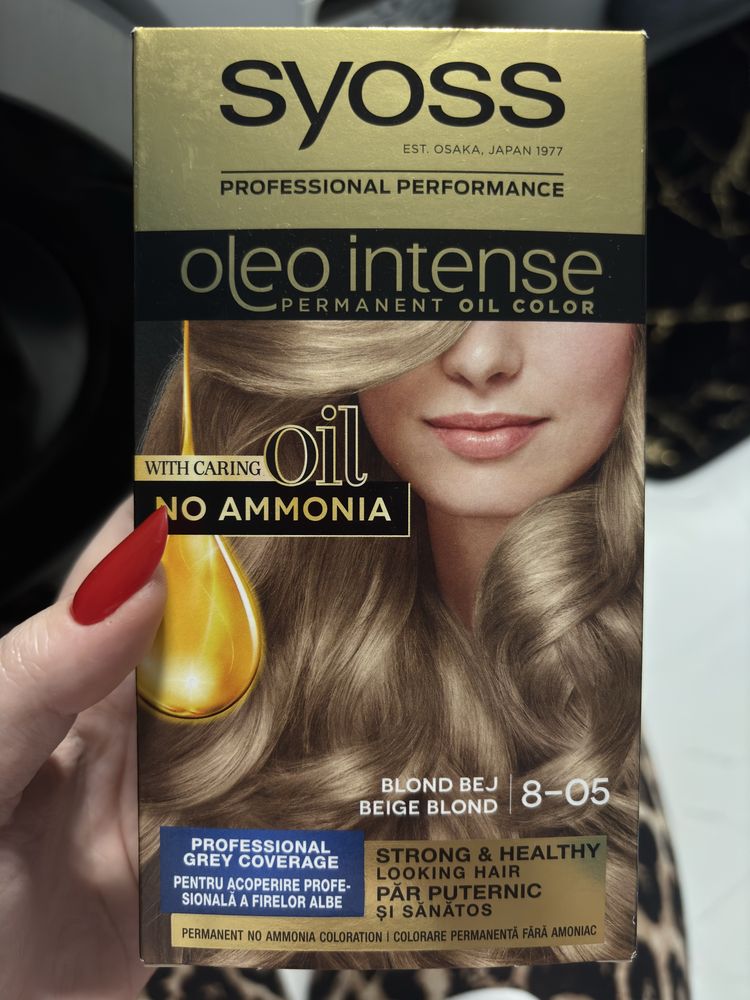 syoss
EST. OSAKA, JAPAN 1977
PROFESSIONAL PERFORMANCE
oleo intense
PERMANENT OIL COLOR
WITH CARING oil
NO AMMONIA
BLOND BEJ
BEIGE BLOND
8-05
PROFESSIONAL
GREY COVERAGE
PENTRU ACOPERIRE PROFE-
SIONALĂ A FIRELOR ALBE
STRONG & HEALTHY
LOOKING HAIR
PĂR PUTERNIC
ȘI SĂNĂTOS
PERMANENT NO AMMONIA COLORATION | COLORARE PERMANENTĂ FĂRĂ AMONIAC